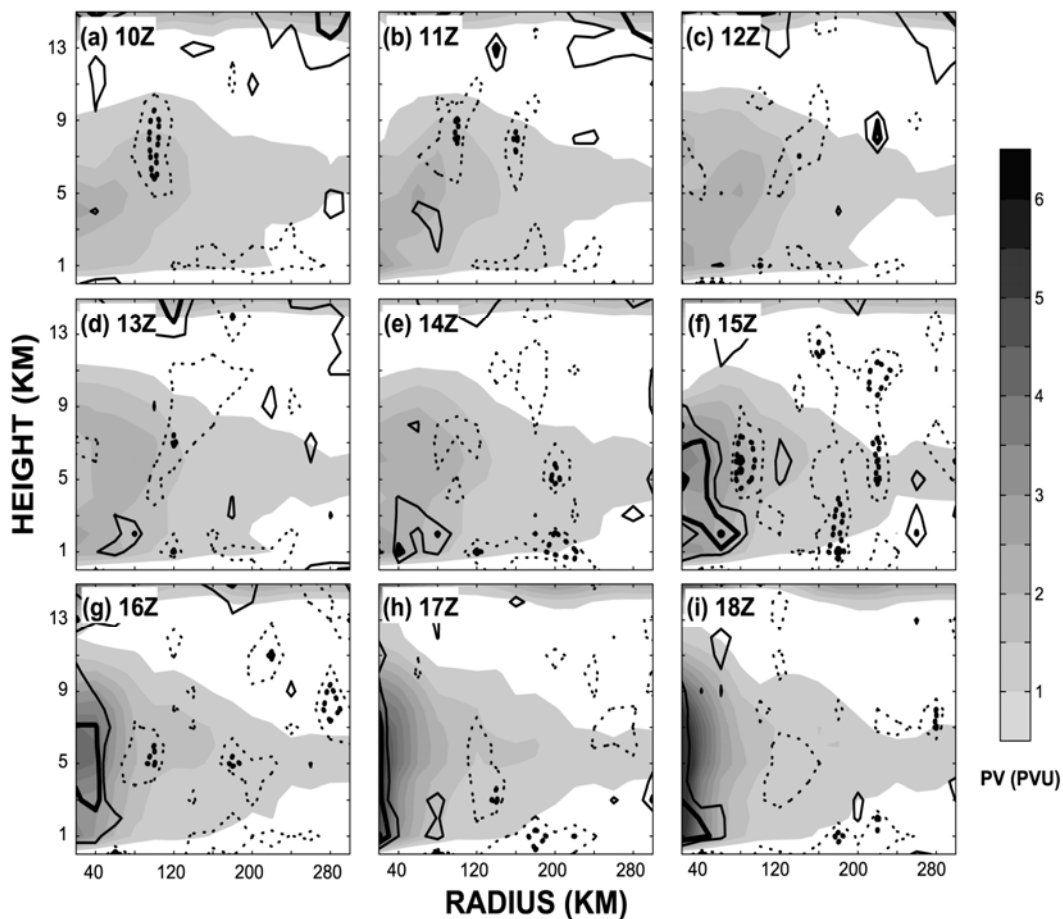 (a) 10Z
(b) 11Z
(c) 12Z
13
9
5
1
6
(d) 13Z
(e) 14Z
(f) 15Z
5
HEIGHT (KM)
13
9
5
1
4
3
2
(g) 16Z
(h) 17Z
(i) 18Z
1
13
9
5
1
PV (PVU)
40 120 200 280
40 120 200 280
40 120 200 280
RADIUS (KM)